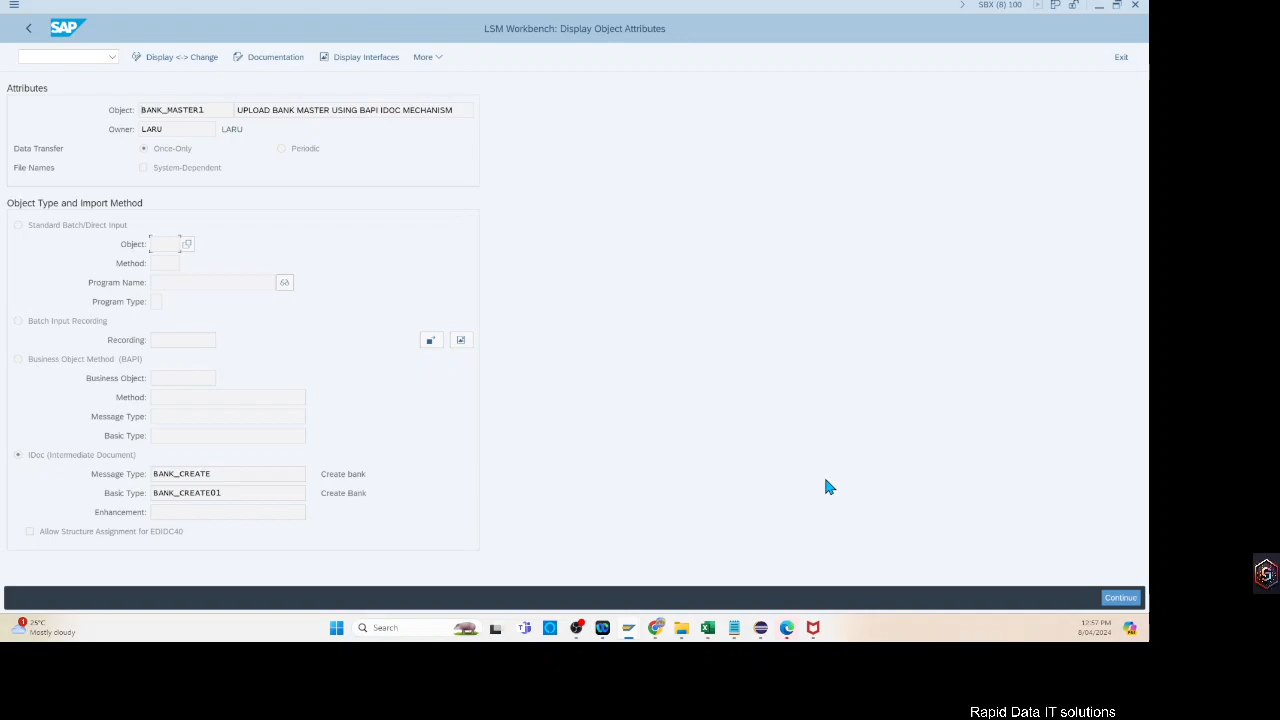 SBX (8) 100
SAP
LSM Workbench: Display Object Attributes
Display <-> Change
Documentation
Display Interfaces
More
Exit
Attributes
Object: BANK_MASTER1 UPLOAD BANK MASTER USING BAPI IDOC MECHANISM
Owner: LARU LARU
Data Transfer Once-Only Periodic
File Names System-Dependent
Object Type and Import Method
Standard Batch/Direct Input
Object:
Method:
Program Name:
Program Type:
Batch Input Recording
Recording:
Business Object Method (BAPI)
Business Object:
Method:
Message Type:
Basic Type:
IDoc (Intermediate Document)
Message Type: BANK_CREATE Create bank
Basic Type: BANK_CREATE01 Create Bank
Enhancement:
Allow Structure Assignment for EDIDC40
Continue
1
25°C
Mostly cloudy
Search
12:57 PM
8/04/2024
Rapid Data IT solutions